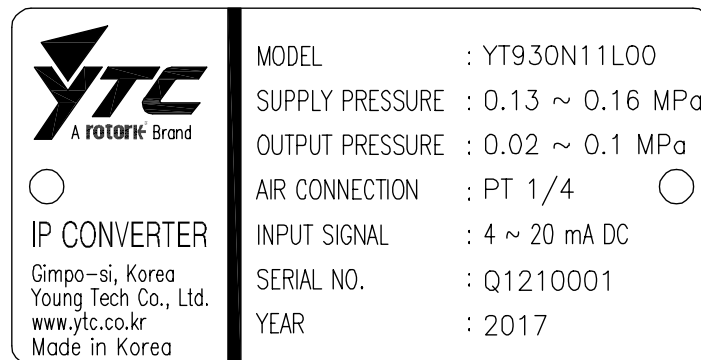 YTC
A rotork Brand
IP CONVERTER
Gimpo-si, Korea
Young Tech Co., Ltd.
www.ytc.co.kr
Made in Korea
MODEL : YT930N11L00
SUPPLY PRESSURE : 0.13 ~ 0.16 MPa
OUTPUT PRESSURE : 0.02 ~ 0.1 MPa
AIR CONNECTION : PT 1/4
INPUT SIGNAL : 4 ~ 20 mA DC
SERIAL NO. : Q1210001
YEAR : 2017